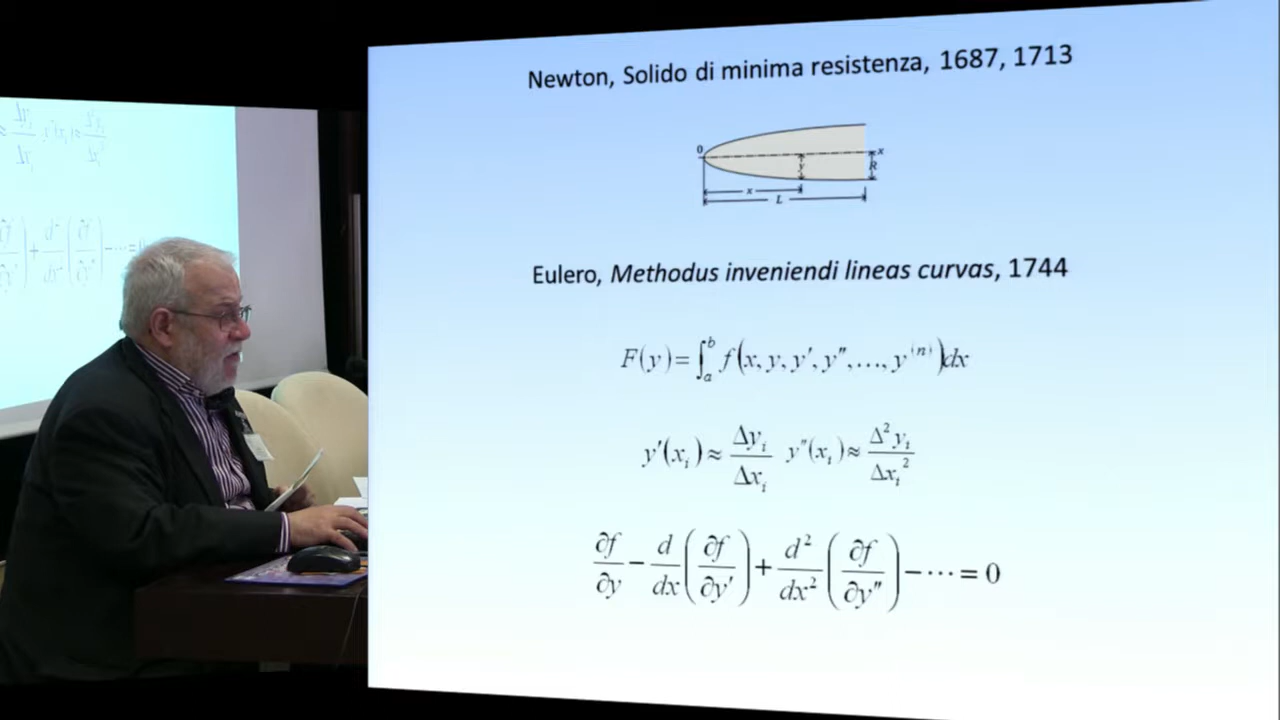 Newton, Solido di minima resistenza, 1687, 1713
0
x
y
R
x
L
Eulero, Methodus inveniendi lineas curvas, 1744
F(y)=∫_a^b f(x, y, y′, y″,…, y^(n))dx
y′(x_i)≈Δy_i/Δx_i y″(x_i)≈Δ²y_i/Δx_i²
∂f/∂y − d/dx(∂f/∂y′) + d²/dx²(∂f/∂y″) − ⋯ = 0